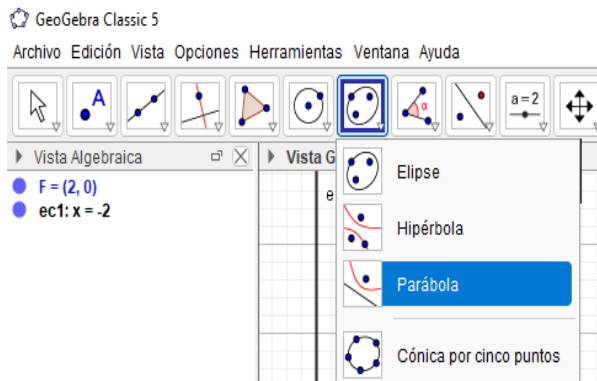 GeoGebra Classic 5
Archivo Edición Vista Opciones Herramientas Ventana Ayuda
A α a = 2
Vista Algebraica Vista G
F = (2, 0)
ec1: x = -2
e
Elipse
Hipérbola
Parábola
Cónica por cinco puntos